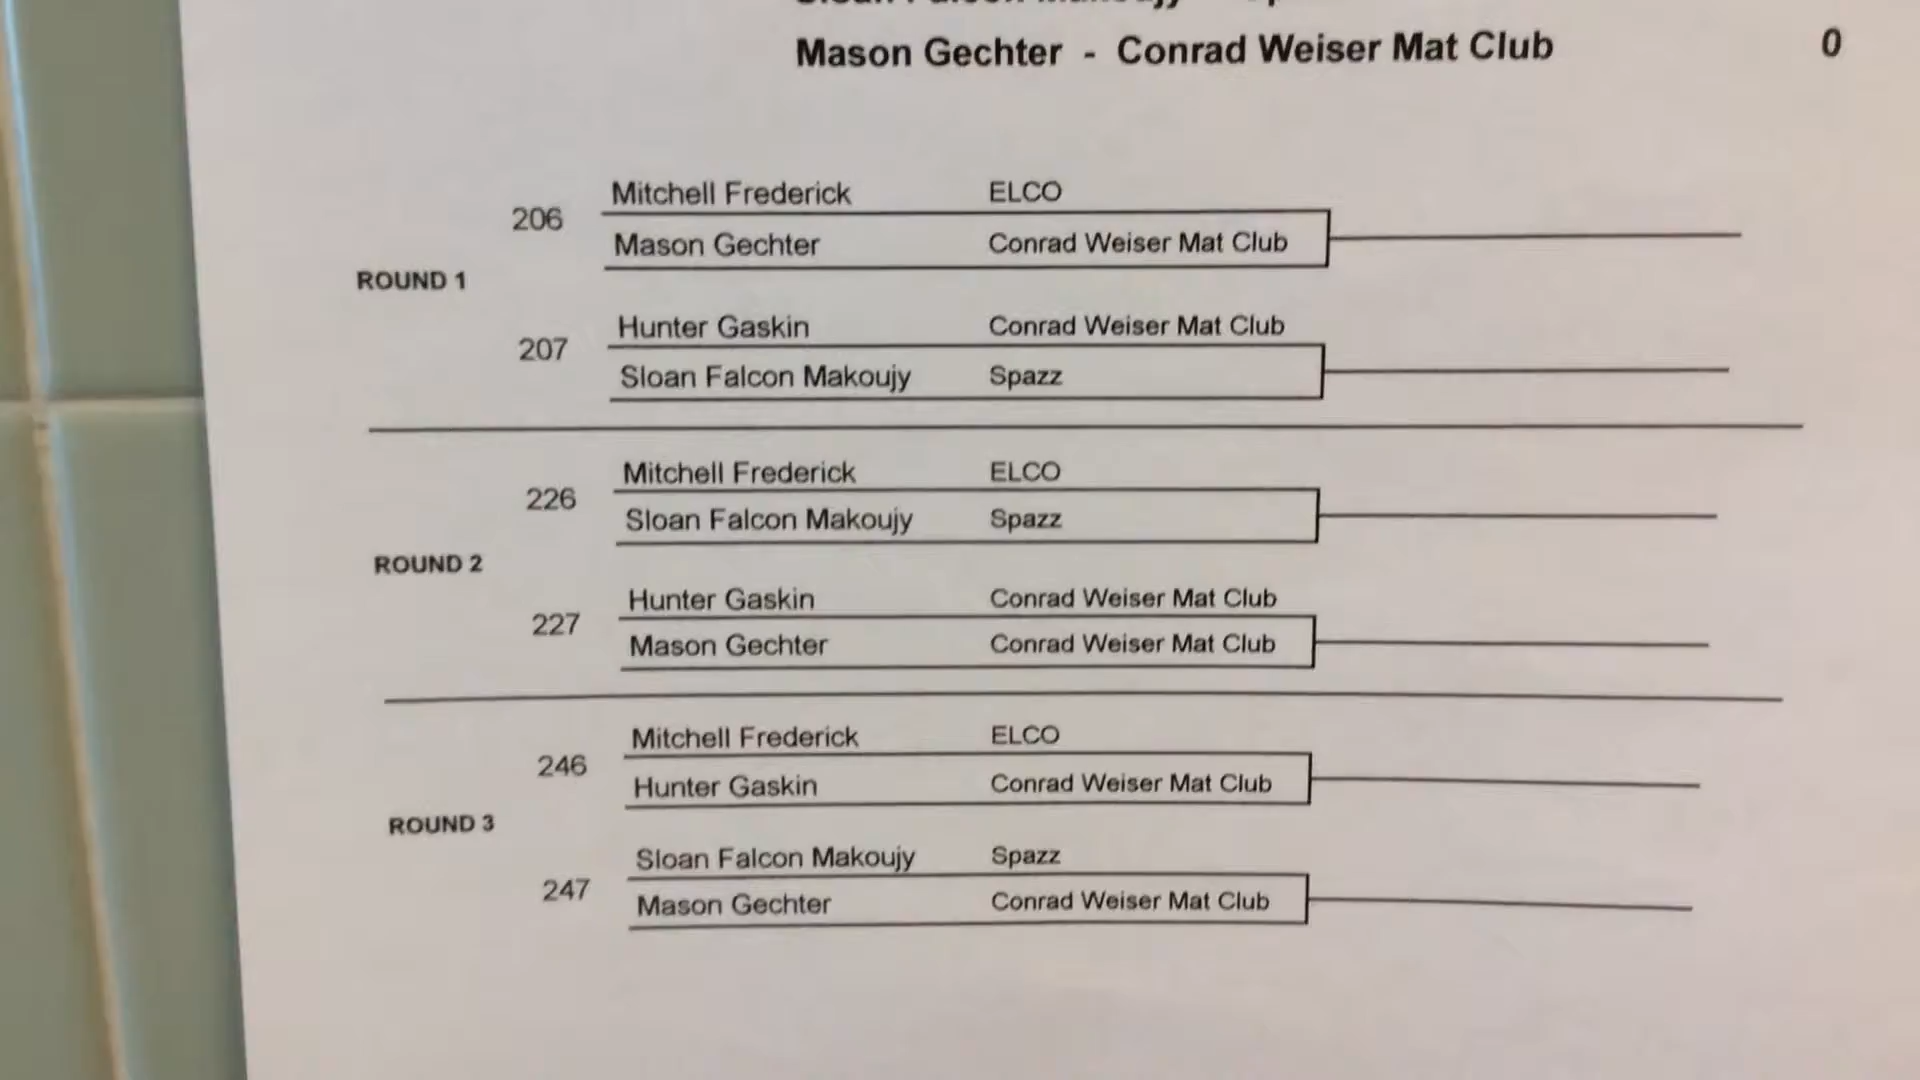 Mason Gechter - Conrad Weiser Mat Club 0
Mitchell Frederick ELCO
206
Mason Gechter Conrad Weiser Mat Club
ROUND 1
Hunter Gaskin Conrad Weiser Mat Club
207
Sloan Falcon Makoujy Spazz
Mitchell Frederick ELCO
226
Sloan Falcon Makoujy Spazz
ROUND 2
Hunter Gaskin Conrad Weiser Mat Club
227
Mason Gechter Conrad Weiser Mat Club
Mitchell Frederick ELCO
246
Hunter Gaskin Conrad Weiser Mat Club
ROUND 3
Sloan Falcon Makoujy Spazz
247
Mason Gechter Conrad Weiser Mat Club